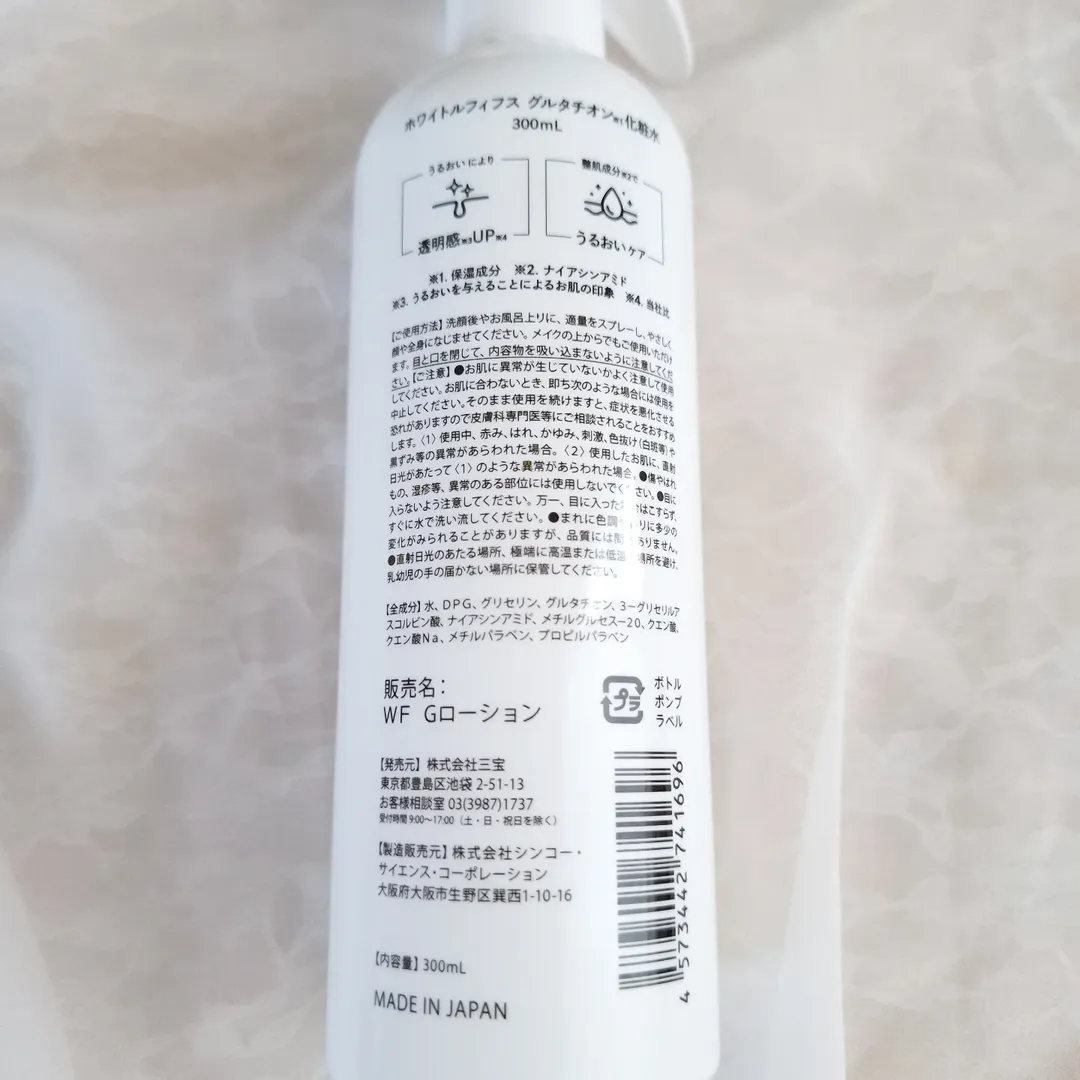 ホワイトルフィフス グルタチオン※1化粧水
300mL
うるおいにより
透明感※3UP※4
整肌成分※2で
うるおいケア
※1. 保湿成分 ※2. ナイアシンアミド
※3. うるおいを与えることによるお肌の印象 ※4. 当社比
【ご使用方法】洗顔後やお風呂上りに、適量をスプレーし、やさしく
顔や全身になじませてください。メイクの上からでもご使用いただけ
ます。目と口を閉じて、内容物を吸い込まないように注意してくだ
さい。【ご注意】●お肌に異常が生じていないかよく注意して使用
してください。お肌に合わないとき、即ち次のような場合には使用を
中止してください。そのまま使用を続けますと、症状を悪化させる
恐れがありますので皮膚科専門医等にご相談されることをおすすめ
します。〈1〉使用中、赤み、はれ、かゆみ、刺激、色抜け(白斑等)や
黒ずみ等の異常があらわれた場合。〈2〉使用したお肌に、直射
日光があたって〈1〉のような異常があらわれた場合。●傷やはれ
もの、湿疹等、異常のある部位には使用しないでください。●目に
入らないよう注意してください。万一、目に入った はこすらず、
すぐに水で洗い流してください。●まれに色調 りに多少の
変化がみられることがありますが、品質には ありません。
●直射日光のあたる場所、極端に高温または低温 場所を避け、
乳幼児の手の届かない場所に保管してください。
【全成分】水、DPG、グリセリン、グルタチオン、3-グリセリルア
スコルビン酸、ナイアシンアミド、メチルグルセス-20、クエン酸、
クエン酸Na、メチルパラベン、プロピルパラベン
販売名：
WF Gローション
プラ
ボトル
ポンプ
ラベル
【発売元】株式会社三宝
東京都豊島区池袋 2-51-13
お客様相談室 03(3987)1737
受付時間 9:00〜17:00（土・日・祝日を除く）
【製造販売元】株式会社シンコー・
サイエンス・コーポレーション
大阪府大阪市生野区巽西1-10-16
4573442741696
【内容量】300mL
MADE IN JAPAN